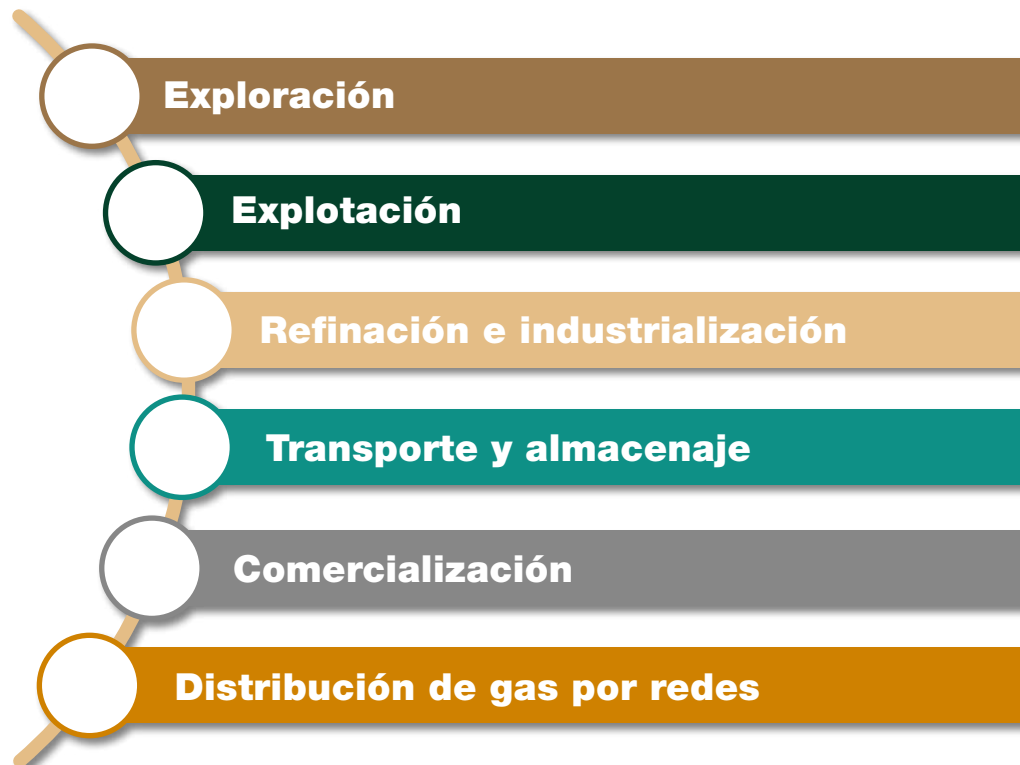 Exploración
Explotación
Refinación e industrialización
Transporte y almacenaje
Comercialización
Distribución de gas por redes